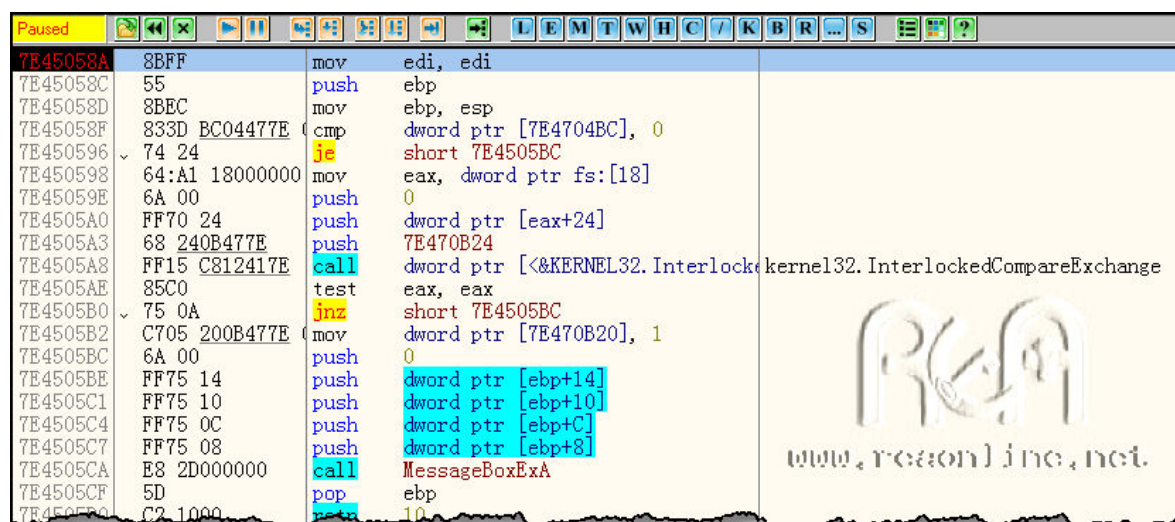 Paused L E M T W H C / K B R ... S ?
7E45058A 8BFF mov edi, edi
7E45058C 55 push ebp
7E45058D 8BEC mov ebp, esp
7E45058F 833D BC04477E ( cmp dword ptr [7E4704BC], 0
7E450596 74 24 je short 7E4505BC
7E450598 64:A1 18000000 mov eax, dword ptr fs:[18]
7E45059E 6A 00 push 0
7E4505A0 FF70 24 push dword ptr [eax+24]
7E4505A3 68 240B477E push 7E470B24
7E4505A8 FF15 C812417E call dword ptr [<&KERNEL32.Interlock kernel32.InterlockedCompareExchange
7E4505AE 85C0 test eax, eax
7E4505B0 75 0A jnz short 7E4505BC
7E4505B2 C705 200B477E ( mov dword ptr [7E470B20], 1
7E4505BC 6A 00 push 0
7E4505BE FF75 14 push dword ptr [ebp+14]
7E4505C1 FF75 10 push dword ptr [ebp+10]
7E4505C4 FF75 0C push dword ptr [ebp+C]
7E4505C7 FF75 08 push dword ptr [ebp+8]
7E4505CA E8 2D000000 call MessageBoxExA
7E4505CF 5D pop ebp
7E4505D0 C2 1000 retn 10
REA
www.reaonline.net